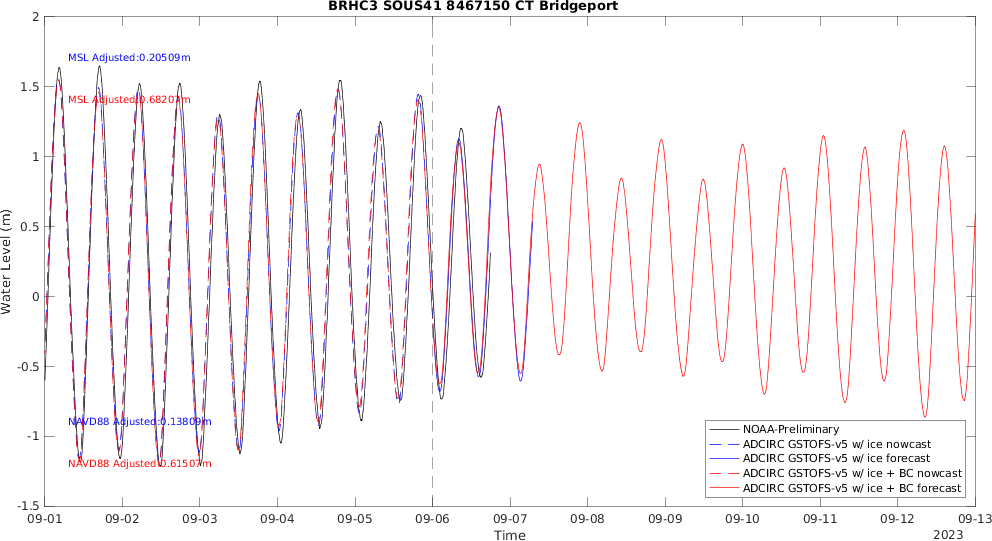 BRHC3 SOUS41 8467150 CT Bridgeport
2
1.5
1
0.5
0
-0.5
-1
-1.5
Water Level (m)
MSL Adjusted:0.20509m
MSL Adjusted:0.68207m
NAVD88 Adjusted:0.13809m
NAVD88 Adjusted:0.61507m
NOAA-Preliminary
ADCIRC GSTOFS-v5 w/ ice nowcast
ADCIRC GSTOFS-v5 w/ ice forecast
ADCIRC GSTOFS-v5 w/ ice + BC nowcast
ADCIRC GSTOFS-v5 w/ ice + BC forecast
09-01 09-02 09-03 09-04 09-05 09-06 09-07 09-08 09-09 09-10 09-11 09-12 09-13
Time
2023